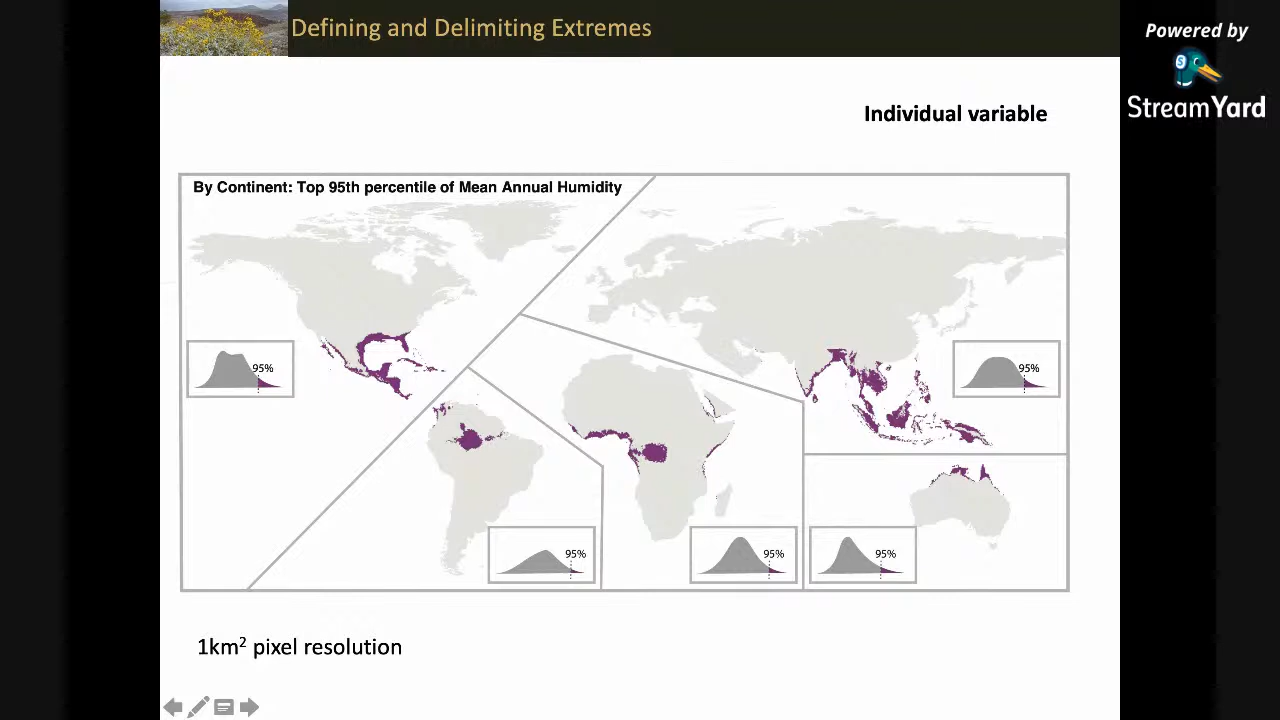 Defining and Delimiting Extremes
Powered by
S
StreamYard
Individual variable
By Continent: Top 95th percentile of Mean Annual Humidity
95%
95%
95%
95%
95%
1km² pixel resolution